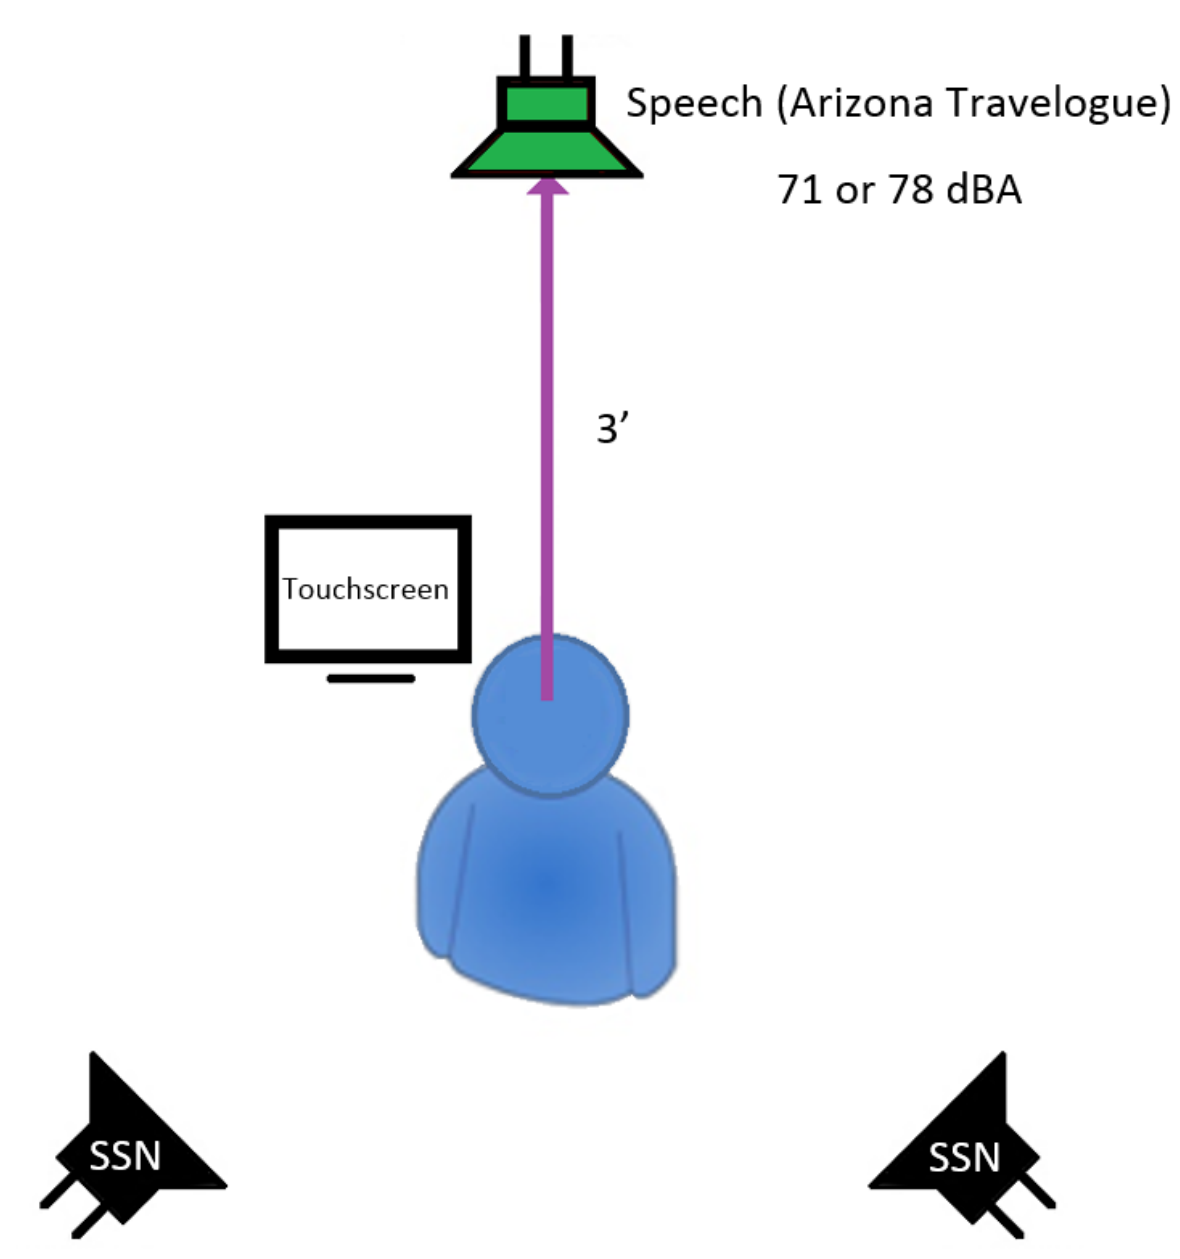 Speech (Arizona Travelogue)
71 or 78 dBA
3’
Touchscreen
SSN
SSN